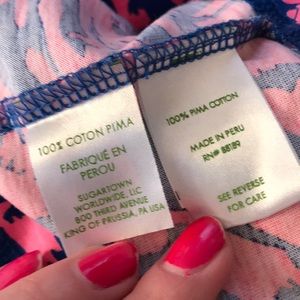 100% COTON PIMA
FABRIQUÉ EN
PEROU
SUGARTOWN
WORLDWIDE, LLC
800 THIRD AVENUE
KING OF PRUSSIA, PA USA
100% PIMA COTTON
MADE IN PERU
RN# 88189
SEE REVERSE
FOR CARE